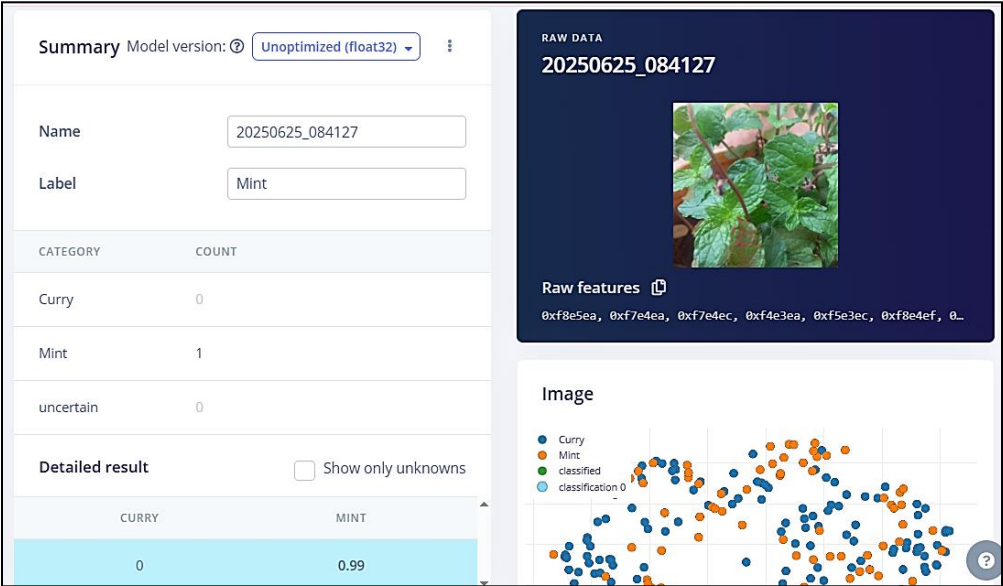 Summary Model version: ? Unoptimized (float32)
Name 20250625_084127
Label Mint
CATEGORY COUNT
Curry 0
Mint 1
uncertain 0
Detailed result Show only unknowns
CURRY MINT
0 0.99
RAW DATA
20250625_084127
Raw features
0xf8e5ea, 0xf7e4ea, 0xf7e4ec, 0xf4e3ea, 0xf5e3ec, 0xf8e4ef, 0…
Image
Curry
Mint
classified
classification 0
?